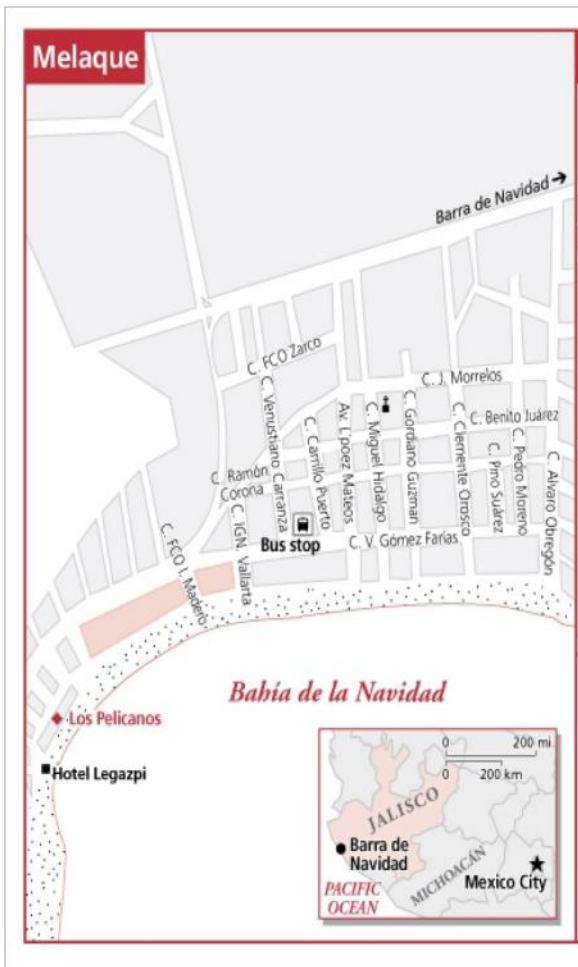 Melaque
Barra de Navidad
C. FCO Zarco
C. J. Morrelos
C. Venustiano Carranza
C. Carrillo Puerto
Av. L'poez Mateos
C. Miguel Hidalgo
C. Gordiano Guzman
C. Clemente Orosco
C. Benito Juárez
C. Pino Suárez
C. Pedro Moreno
C. Alvaro Obregón
C. Ramón
Corona
C. IGN. Vallarta
C. FCO I. Madero
Bus stop
C. V. Gómez Farías
Bahía de la Navidad
Los Pelicanos
Hotel Legazpi
0 200 mi
0 200 km
JALISCO
Barra de
Navidad
MICHOACÁN
Mexico City
PACIFIC
OCEAN